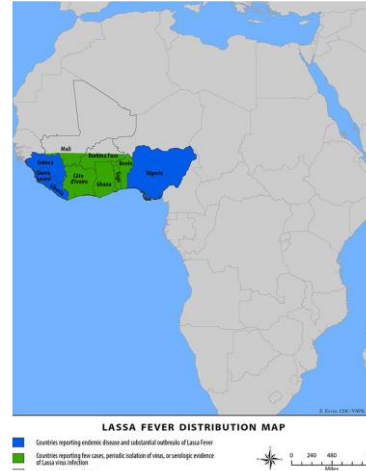 Mali
Burkina Faso
Guinea
Benin
Nigeria
Sierra
Leone
Côte
d'Ivoire
Togo
Ghana
Liberia
LASSA FEVER DISTRIBUTION MAP
Countries reporting endemic disease and substantial outbreaks of Lassa Fever
Countries reporting few cases, periodic isolation of virus, or serologic evidence
of Lassa virus infection
0 240 480
Miles